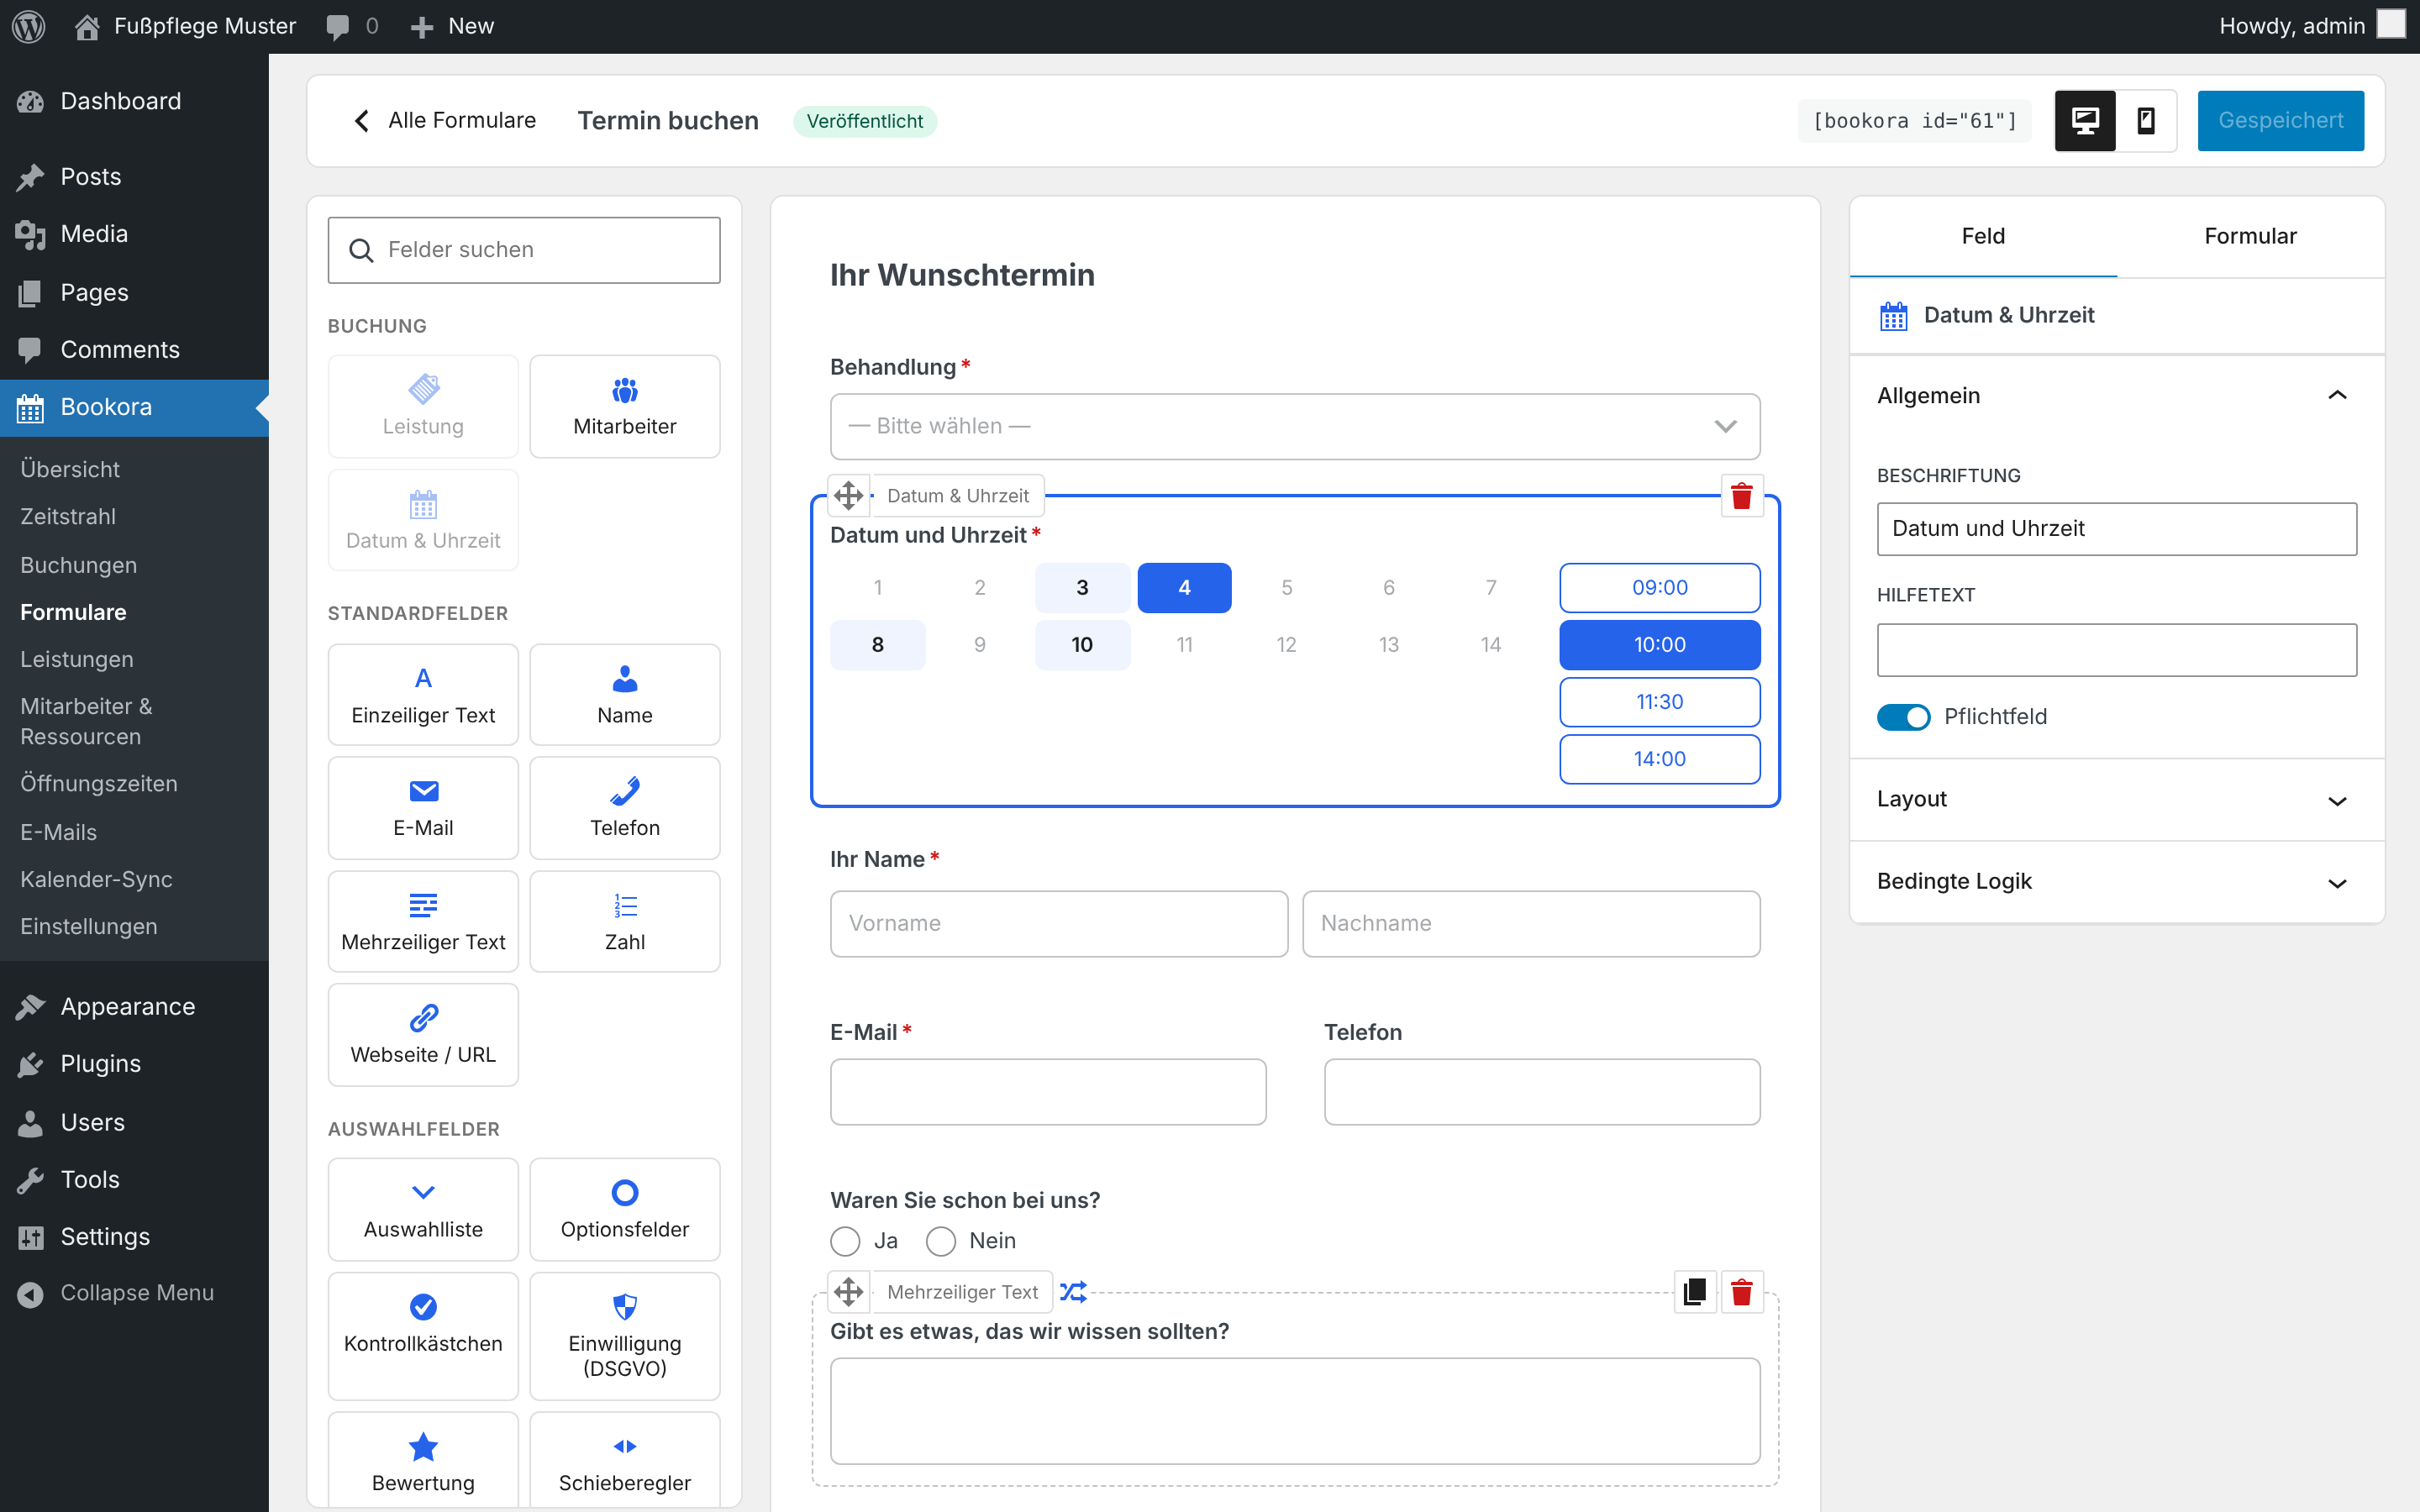 Fußpflege Muster
0
New
Howdy, admin
Dashboard
Posts
Media
Pages
Comments
Bookora
Übersicht
Zeitstrahl
Buchungen
Formulare
Leistungen
Mitarbeiter &
Ressourcen
Öffnungszeiten
E-Mails
Kalender-Sync
Einstellungen
Appearance
Plugins
Users
Tools
Settings
Collapse Menu
Alle Formulare
Termin buchen
Veröffentlicht
[bookora id="61"]
Gespeichert
Felder suchen
BUCHUNG
Leistung
Mitarbeiter
Datum & Uhrzeit
STANDARDFELDER
Einzeiliger Text
Name
E-Mail
Telefon
Mehrzeiliger Text
Zahl
Webseite / URL
AUSWAHLFELDER
Auswahlliste
Optionsfelder
Kontrollkästchen
Einwilligung
(DSGVO)
Bewertung
Schieberegler
Ihr Wunschtermin
Behandlung *
— Bitte wählen —
Datum & Uhrzeit
Datum und Uhrzeit *
1 2 3 4 5 6 7
8 9 10 11 12 13 14
09:00
10:00
11:30
14:00
Ihr Name *
Vorname
Nachname
E-Mail *
Telefon
Waren Sie schon bei uns?
Ja
Nein
Mehrzeiliger Text
Gibt es etwas, das wir wissen sollten?
Feld
Formular
Datum & Uhrzeit
Allgemein
BESCHRIFTUNG
Datum und Uhrzeit
HILFETEXT
Pflichtfeld
Layout
Bedingte Logik